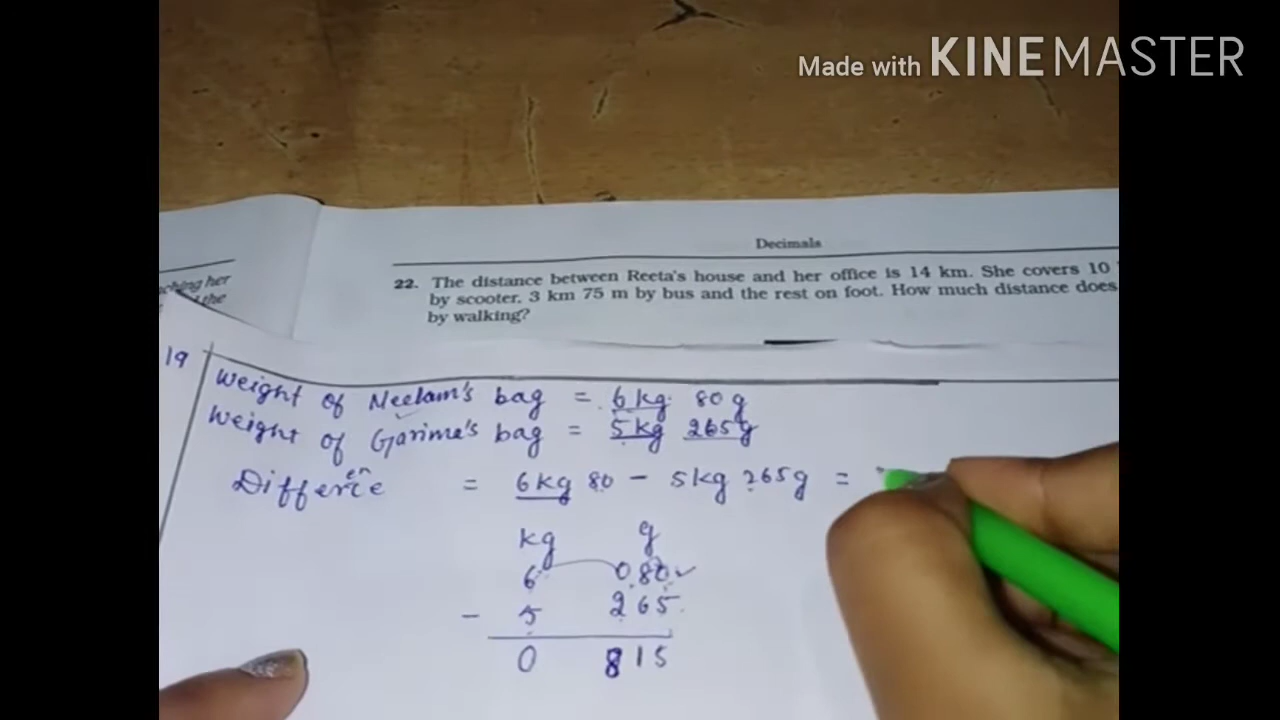 Made with KINEMASTER
Decimals
22. The distance between Reeta's house and her office is 14 km. She covers 10
by scooter, 3 km 75 m by bus and the rest on foot. How much distance does
by walking?
ching her
the
19
Weight of Neelam's bag = 6 kg 80 g
Weight of Garima's bag = 5 kg 265 g
Difference = 6 kg 80 - 5 kg 265 g =
kg g
6 080
- 5 265
0 815